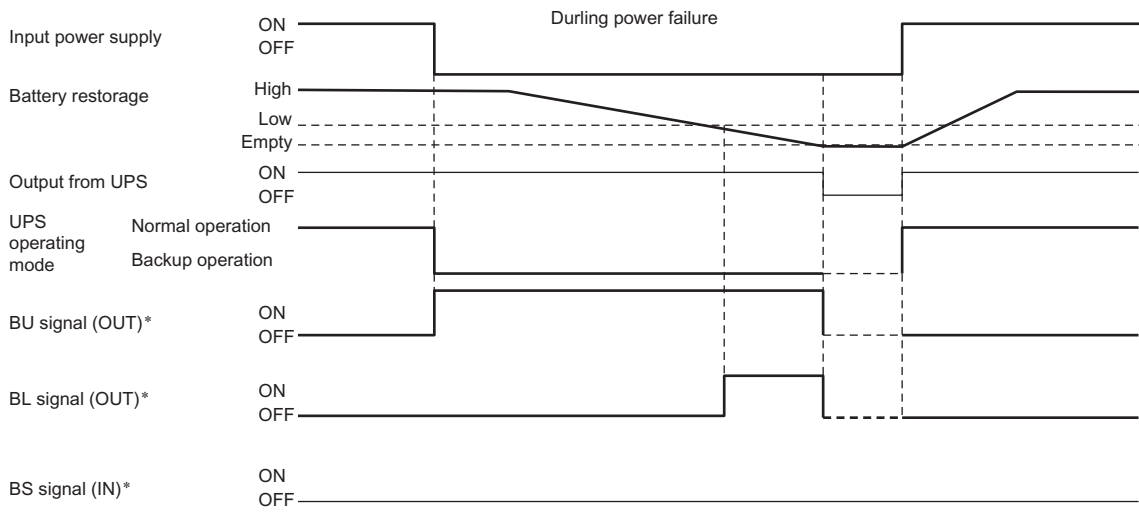 Durling power failure
Input power supply
ON
OFF
Battery restorage
High
Low
Empty
Output from UPS
ON
OFF
UPS
operating
mode
Normal operation
Backup operation
BU signal (OUT)*
ON
OFF
BL signal (OUT)*
ON
OFF
BS signal (IN)*
ON
OFF